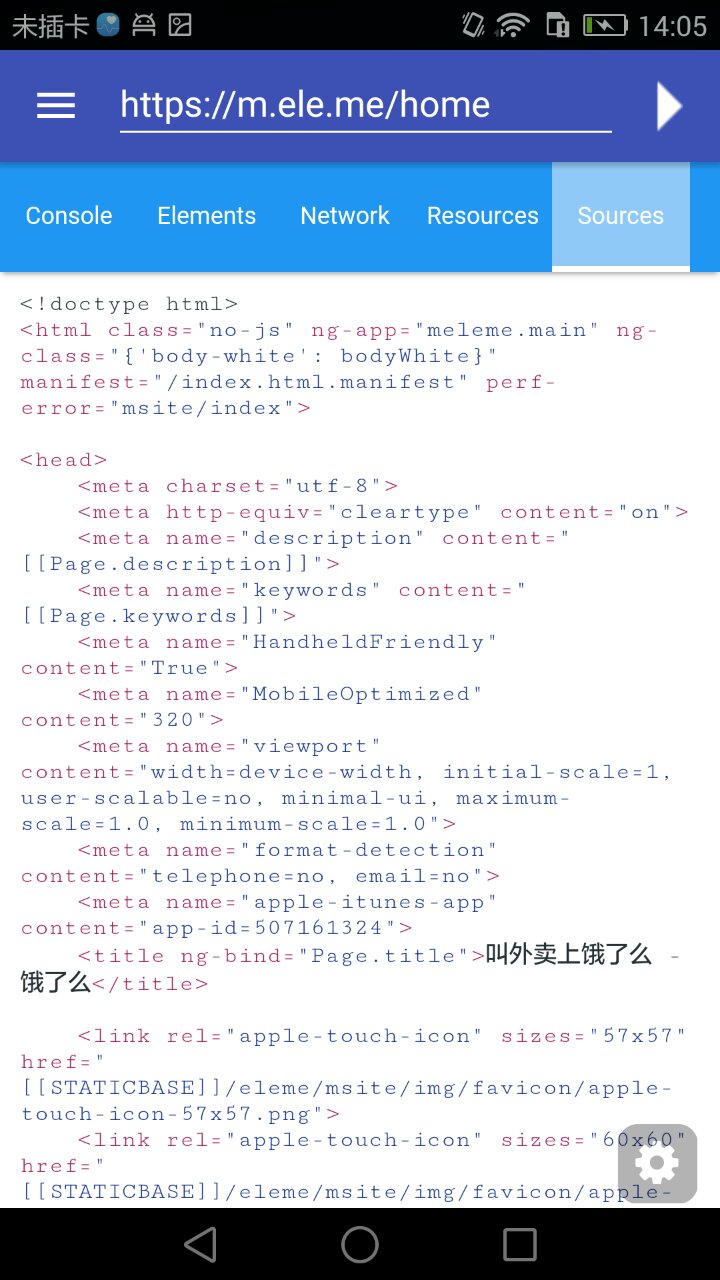 未插卡 14:05
https://m.ele.me/home
Console Elements Network Resources Sources
<!doctype html>
<html class="no-js" ng-app="meleme.main" ng-
class="{'body-white': bodyWhite}"
manifest="/index.html.manifest" perf-
error="msite/index">
<head>
<meta charset="utf-8">
<meta http-equiv="cleartype" content="on">
<meta name="description" content="
[[Page.description]]">
<meta name="keywords" content="
[[Page.keywords]]">
<meta name="HandheldFriendly"
content="True">
<meta name="MobileOptimized"
content="320">
<meta name="viewport"
content="width=device-width, initial-scale=1,
user-scalable=no, minimal-ui, maximum-
scale=1.0, minimum-scale=1.0">
<meta name="format-detection"
content="telephone=no, email=no">
<meta name="apple-itunes-app"
content="app-id=507161324">
<title ng-bind="Page.title">叫外卖上饿了么 -
饿了么</title>
<link rel="apple-touch-icon" sizes="57x57"
href="
[[STATICBASE]]/eleme/msite/img/favicon/apple-
touch-icon-57x57.png">
<link rel="apple-touch-icon" sizes="60x60"
href="
[[STATICBASE]]/eleme/msite/img/favicon/apple-